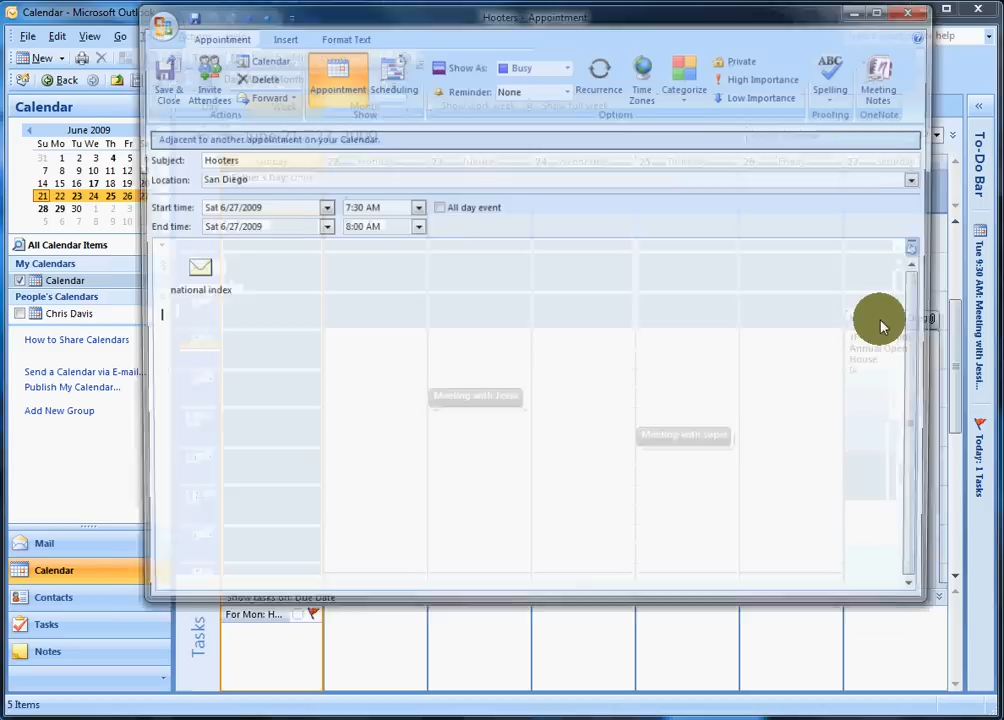 Calendar - Microsoft Outlook
Hooters - Appointment
File Edit View Go help
New
Back
Appointment Insert Format Text
Save & Close
Invite Attendees
Calendar
Delete
Forward
Actions
Appointment
Scheduling
Show
Show As: Busy
Reminder: None
Recurrence
Time Zones
Categorize
Private
High Importance
Low Importance
Options
Spelling
Proofing
Meeting Notes
OneNote
Adjacent to another appointment on your Calendar.
Subject: Hooters
Location: San Diego
Start time: Sat 6/27/2009 7:30 AM All day event
End time: Sat 6/27/2009 8:00 AM
national index
Calendar
June 2009
Su Mo Tu We Th Fr Sa
31 1 2 3 4 5 6
7 8 9 10 11 12 13
14 15 16 17 18 19 20
21 22 23 24 25 26
28 29 30 1 2 3 4
All Calendar Items
My Calendars
Calendar
People's Calendars
Chris Davis
How to Share Calendars
Send a Calendar via E-mail...
Publish My Calendar...
Add New Group
Annual Open House
Meeting with Jessi
Meeting with super
Mail
Calendar
Contacts
Tasks
Notes
Show tasks on: Due Date
Tasks
For Mon: H...
To-Do Bar
Tue 9:30 AM: Meeting with Jessi...
Today: 1 Tasks
5 Items